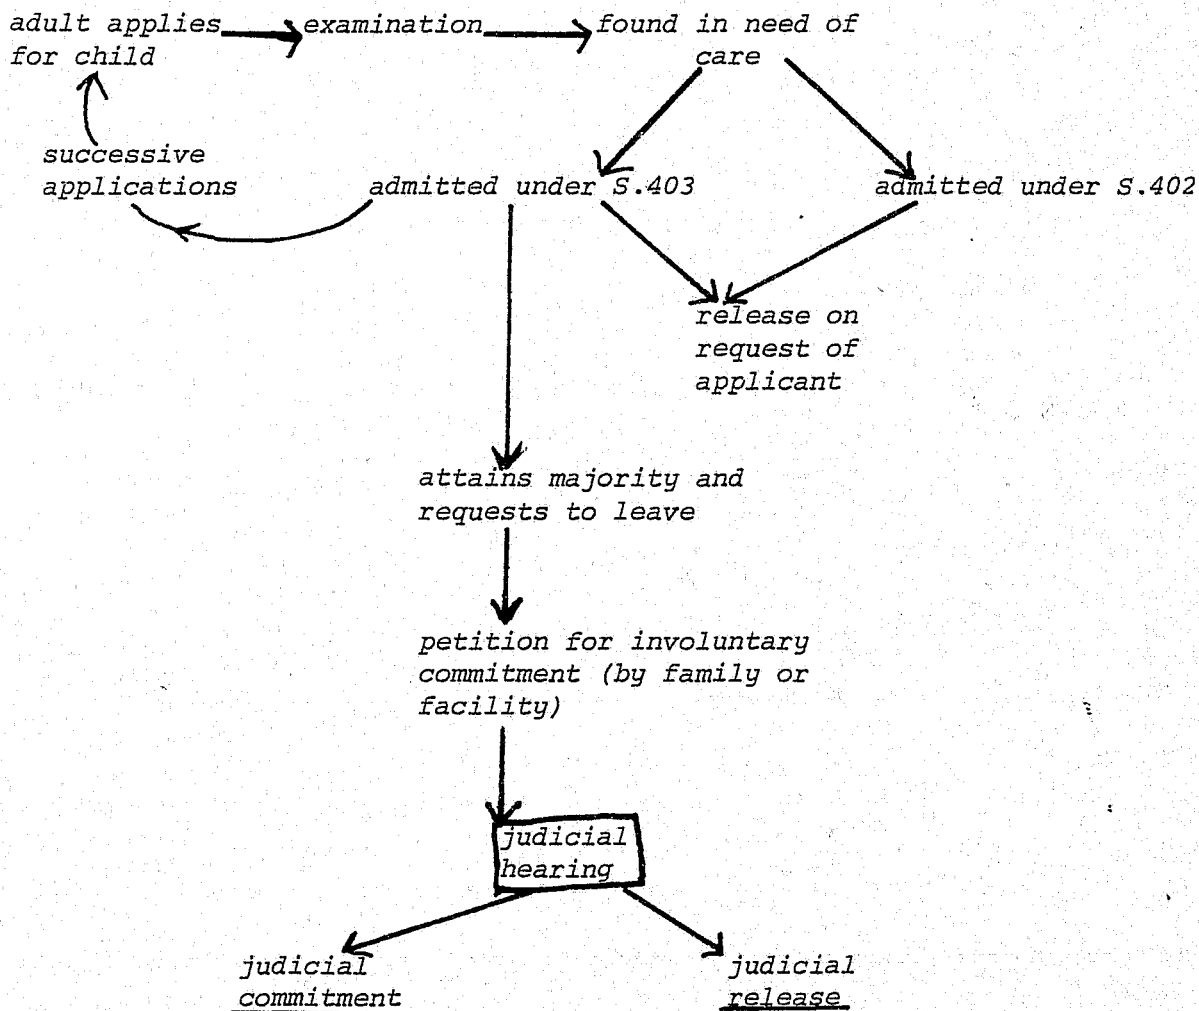 adult applies
for child
examination
found in need of
care
successive
applications
admitted under S.403
admitted under S.402
release on
request of
applicant
attains majority and
requests to leave
petition for involuntary
commitment (by family or
facility)
judicial
hearing
judicial
commitment
judicial
release